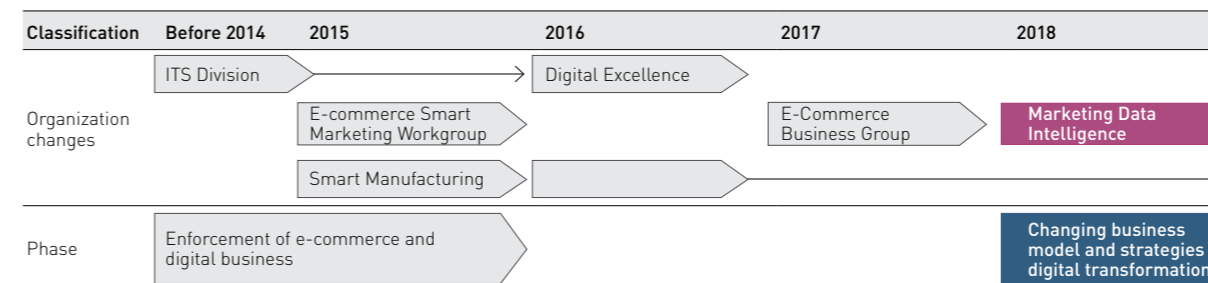 Classification Before 2014 2015 2016 2017 2018
ITS Division Digital Excellence
Organization changes
E-commerce Smart
Marketing Workgroup
E-Commerce
Business Group
Marketing Data
Intelligence
Smart Manufacturing
Phase
Enforcement of e-commerce and
digital business
Changing business
model and strategies
digital transformation